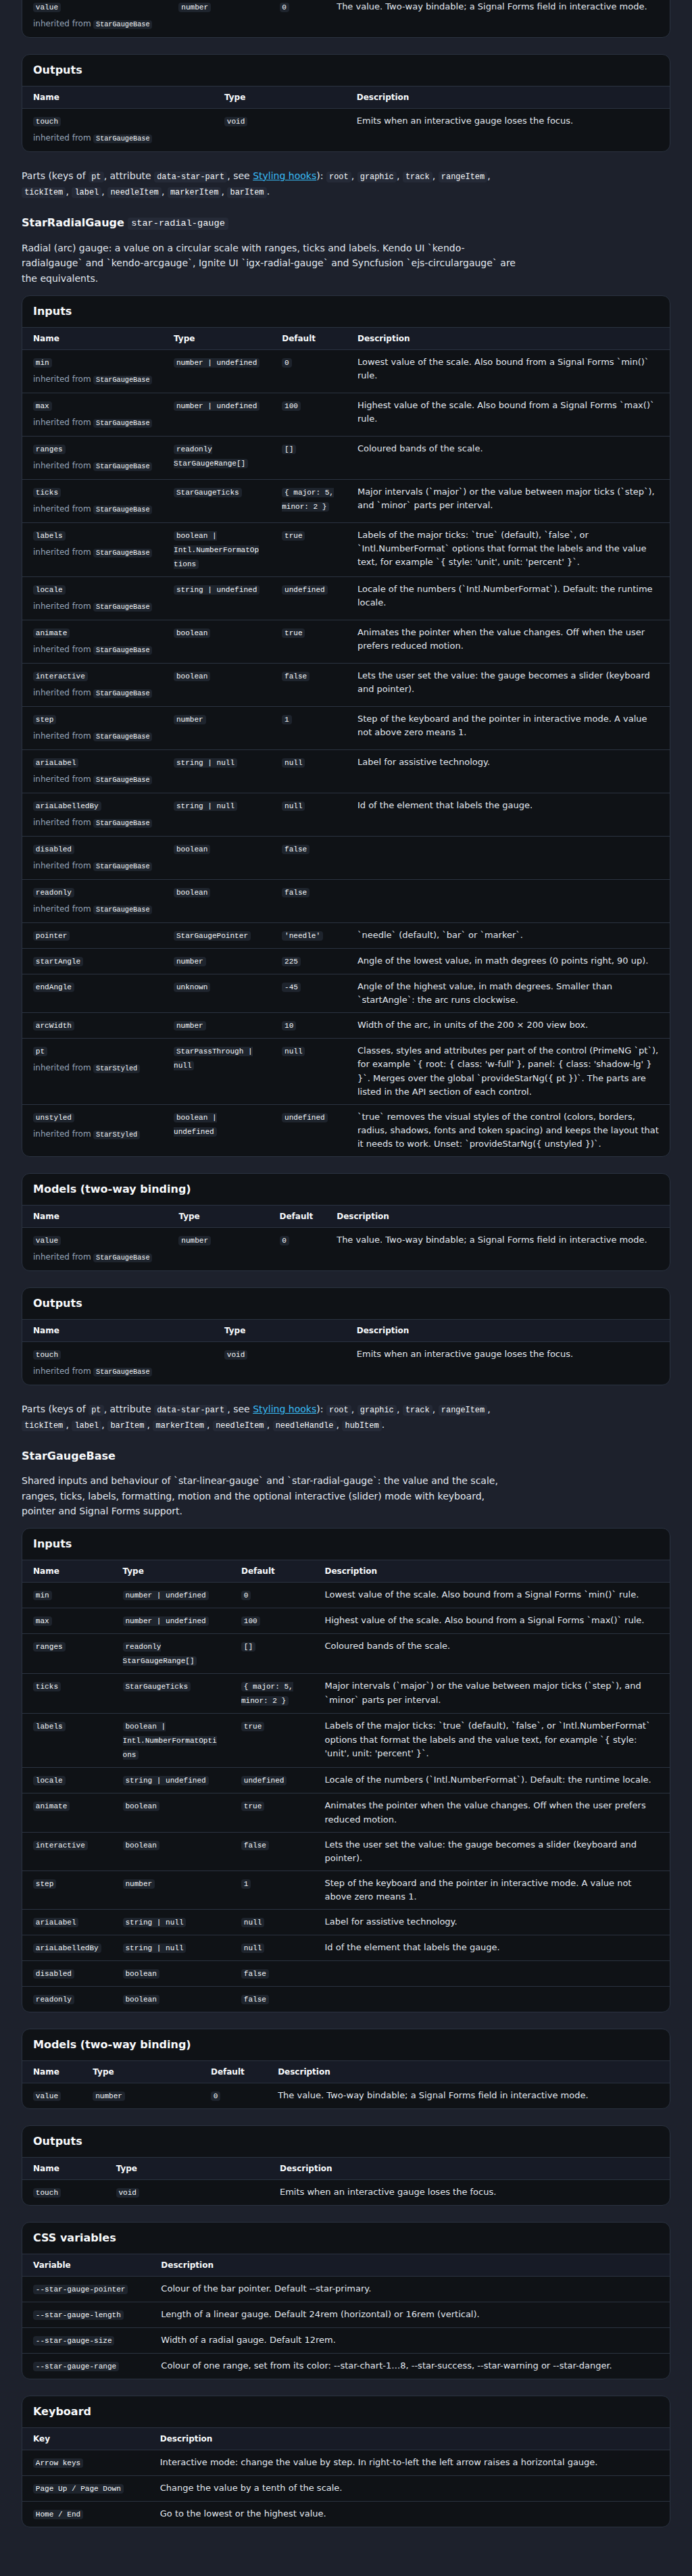 value number 0 The value. Two-way bindable; a Signal Forms field in interactive mode.
inherited from StarGaugeBase
Outputs
Name Type Description
touch void Emits when an interactive gauge loses the focus.
inherited from StarGaugeBase
Parts (keys of pt, attribute data-star-part, see Styling hooks): root, graphic, track, rangeItem,
tickItem, label, needleItem, markerItem, barItem.
StarRadialGauge star-radial-gauge
Radial (arc) gauge: a value on a circular scale with ranges, ticks and labels. Kendo UI `kendo-
radialgauge` and `kendo-arcgauge`, Ignite UI `igx-radial-gauge` and Syncfusion `ejs-circulargauge` are
the equivalents.
Inputs
Name Type Default Description
min number | undefined 0 Lowest value of the scale. Also bound from a Signal Forms `min()`
inherited from StarGaugeBase rule.
max number | undefined 100 Highest value of the scale. Also bound from a Signal Forms `max()`
inherited from StarGaugeBase rule.
ranges readonly [] Coloured bands of the scale.
inherited from StarGaugeBase StarGaugeRange[]
ticks StarGaugeTicks { major: 5, Major intervals (`major`) or the value between major ticks (`step`),
inherited from StarGaugeBase minor: 2 } and `minor` parts per interval.
labels boolean | true Labels of the major ticks: `true` (default), `false`, or
inherited from StarGaugeBase Intl.NumberFormatOp `Intl.NumberFormat` options that format the labels and the value
tions text, for example `{ style: 'unit', unit: 'percent' }`.
locale string | undefined undefined Locale of the numbers (`Intl.NumberFormat`). Default: the runtime
inherited from StarGaugeBase locale.
animate boolean true Animates the pointer when the value changes. Off when the user
inherited from StarGaugeBase prefers reduced motion.
interactive boolean false Lets the user set the value: the gauge becomes a slider (keyboard
inherited from StarGaugeBase and pointer).
step number 1 Step of the keyboard and the pointer in interactive mode. A value
inherited from StarGaugeBase not above zero means 1.
ariaLabel string | null null Label for assistive technology.
inherited from StarGaugeBase
ariaLabelledBy string | null null Id of the element that labels the gauge.
inherited from StarGaugeBase
disabled boolean false
inherited from StarGaugeBase
readonly boolean false
inherited from StarGaugeBase
pointer StarGaugePointer 'needle' `needle` (default), `bar` or `marker`.
startAngle number 225 Angle of the lowest value, in math degrees (0 points right, 90 up).
endAngle unknown -45 Angle of the highest value, in math degrees. Smaller than
`startAngle`: the arc runs clockwise.
arcWidth number 10 Width of the arc, in units of the 200 × 200 view box.
pt StarPassThrough | null Classes, styles and attributes per part of the control (PrimeNG `pt`),
inherited from StarStyled null for example `{ root: { class: 'w-full' }, panel: { class: 'shadow-lg' }
}`. Merges over the global `provideStarNg({ pt })`. The parts are
listed in the API section of each control.
unstyled boolean | undefined `true` removes the visual styles of the control (colors, borders,
inherited from StarStyled undefined radius, shadows, fonts and token spacing) and keeps the layout that
it needs to work. Unset: `provideStarNg({ unstyled })`.
Models (two-way binding)
Name Type Default Description
value number 0 The value. Two-way bindable; a Signal Forms field in interactive mode.
inherited from StarGaugeBase
Outputs
Name Type Description
touch void Emits when an interactive gauge loses the focus.
inherited from StarGaugeBase
Parts (keys of pt, attribute data-star-part, see Styling hooks): root, graphic, track, rangeItem,
tickItem, label, barItem, markerItem, needleItem, needleHandle, hubItem.
StarGaugeBase
Shared inputs and behaviour of `star-linear-gauge` and `star-radial-gauge`: the value and the scale,
ranges, ticks, labels, formatting, motion and the optional interactive (slider) mode with keyboard,
pointer and Signal Forms support.
Inputs
Name Type Default Description
min number | undefined 0 Lowest value of the scale. Also bound from a Signal Forms `min()` rule.
max number | undefined 100 Highest value of the scale. Also bound from a Signal Forms `max()` rule.
ranges readonly [] Coloured bands of the scale.
StarGaugeRange[]
ticks StarGaugeTicks { major: 5, Major intervals (`major`) or the value between major ticks (`step`), and
minor: 2 } `minor` parts per interval.
labels boolean | true Labels of the major ticks: `true` (default), `false`, or `Intl.NumberFormat`
Intl.NumberFormatOpti options that format the labels and the value text, for example `{ style:
ons 'unit', unit: 'percent' }`.
locale string | undefined undefined Locale of the numbers (`Intl.NumberFormat`). Default: the runtime locale.
animate boolean true Animates the pointer when the value changes. Off when the user prefers
reduced motion.
interactive boolean false Lets the user set the value: the gauge becomes a slider (keyboard and
pointer).
step number 1 Step of the keyboard and the pointer in interactive mode. A value not
above zero means 1.
ariaLabel string | null null Label for assistive technology.
ariaLabelledBy string | null null Id of the element that labels the gauge.
disabled boolean false
readonly boolean false
Models (two-way binding)
Name Type Default Description
value number 0 The value. Two-way bindable; a Signal Forms field in interactive mode.
Outputs
Name Type Description
touch void Emits when an interactive gauge loses the focus.
CSS variables
Variable Description
--star-gauge-pointer Colour of the bar pointer. Default --star-primary.
--star-gauge-length Length of a linear gauge. Default 24rem (horizontal) or 16rem (vertical).
--star-gauge-size Width of a radial gauge. Default 12rem.
--star-gauge-range Colour of one range, set from its color: --star-chart-1…8, --star-success, --star-warning or --star-danger.
Keyboard
Key Description
Arrow keys Interactive mode: change the value by step. In right-to-left the left arrow raises a horizontal gauge.
Page Up / Page Down Change the value by a tenth of the scale.
Home / End Go to the lowest or the highest value.